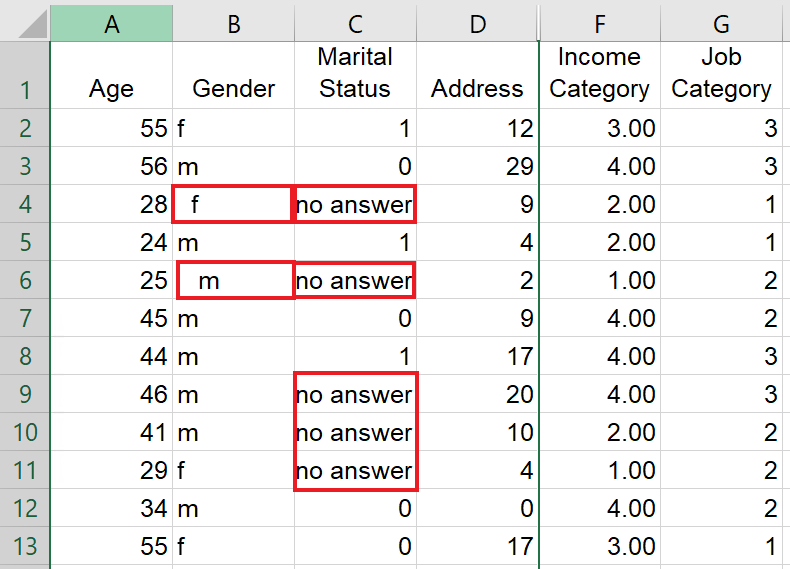 A B C D F G
1 Age Gender Marital Status Address Income Category Job Category
2 55 f 1 12 3.00 3
3 56 m 0 29 4.00 3
4 28 f no answer 9 2.00 1
5 24 m 1 4 2.00 1
6 25 m no answer 2 1.00 2
7 45 m 0 9 4.00 2
8 44 m 1 17 4.00 3
9 46 m no answer 20 4.00 3
10 41 m no answer 10 2.00 2
11 29 f no answer 4 1.00 2
12 34 m 0 0 4.00 2
13 55 f 0 17 3.00 1